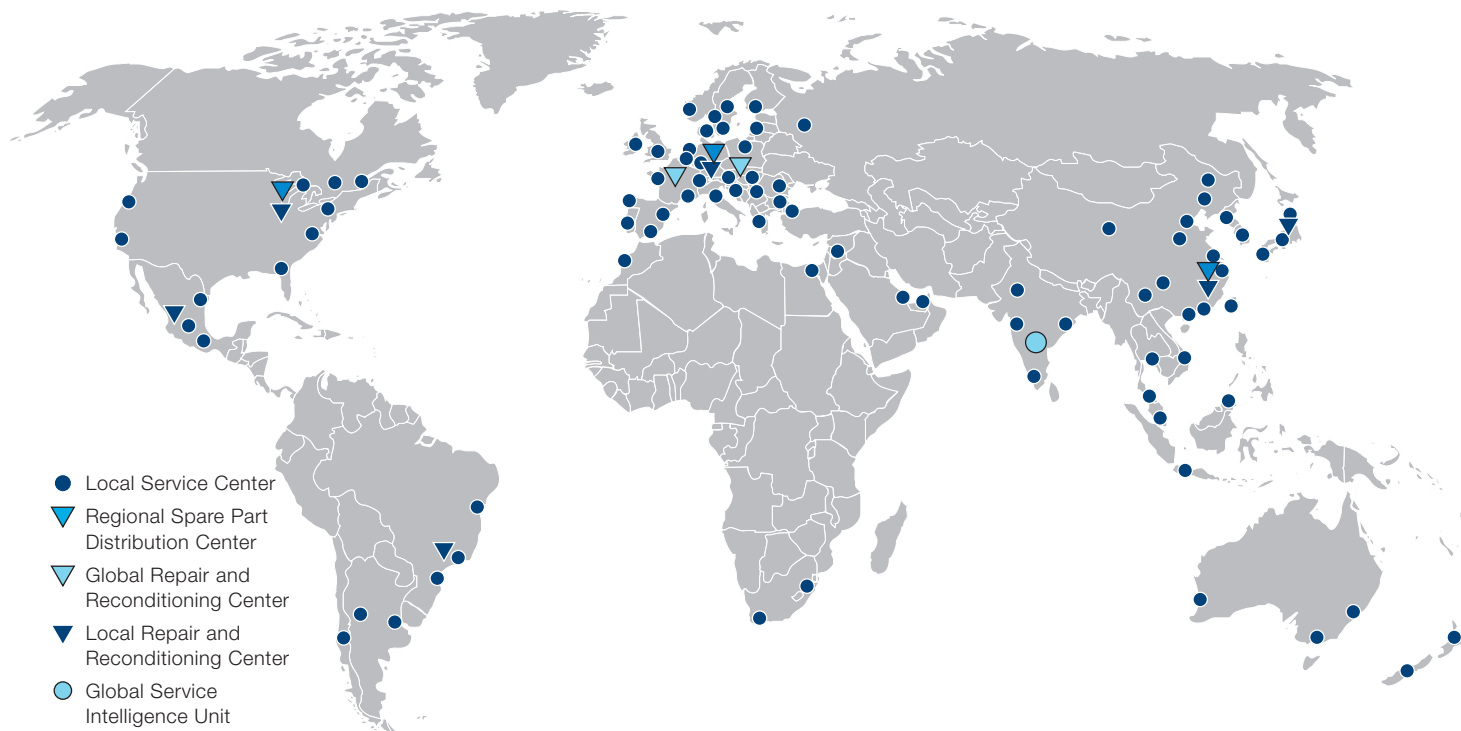 Local Service Center
Regional Spare Part
Distribution Center
Global Repair and
Reconditioning Center
Local Repair and
Reconditioning Center
Global Service
Intelligence Unit